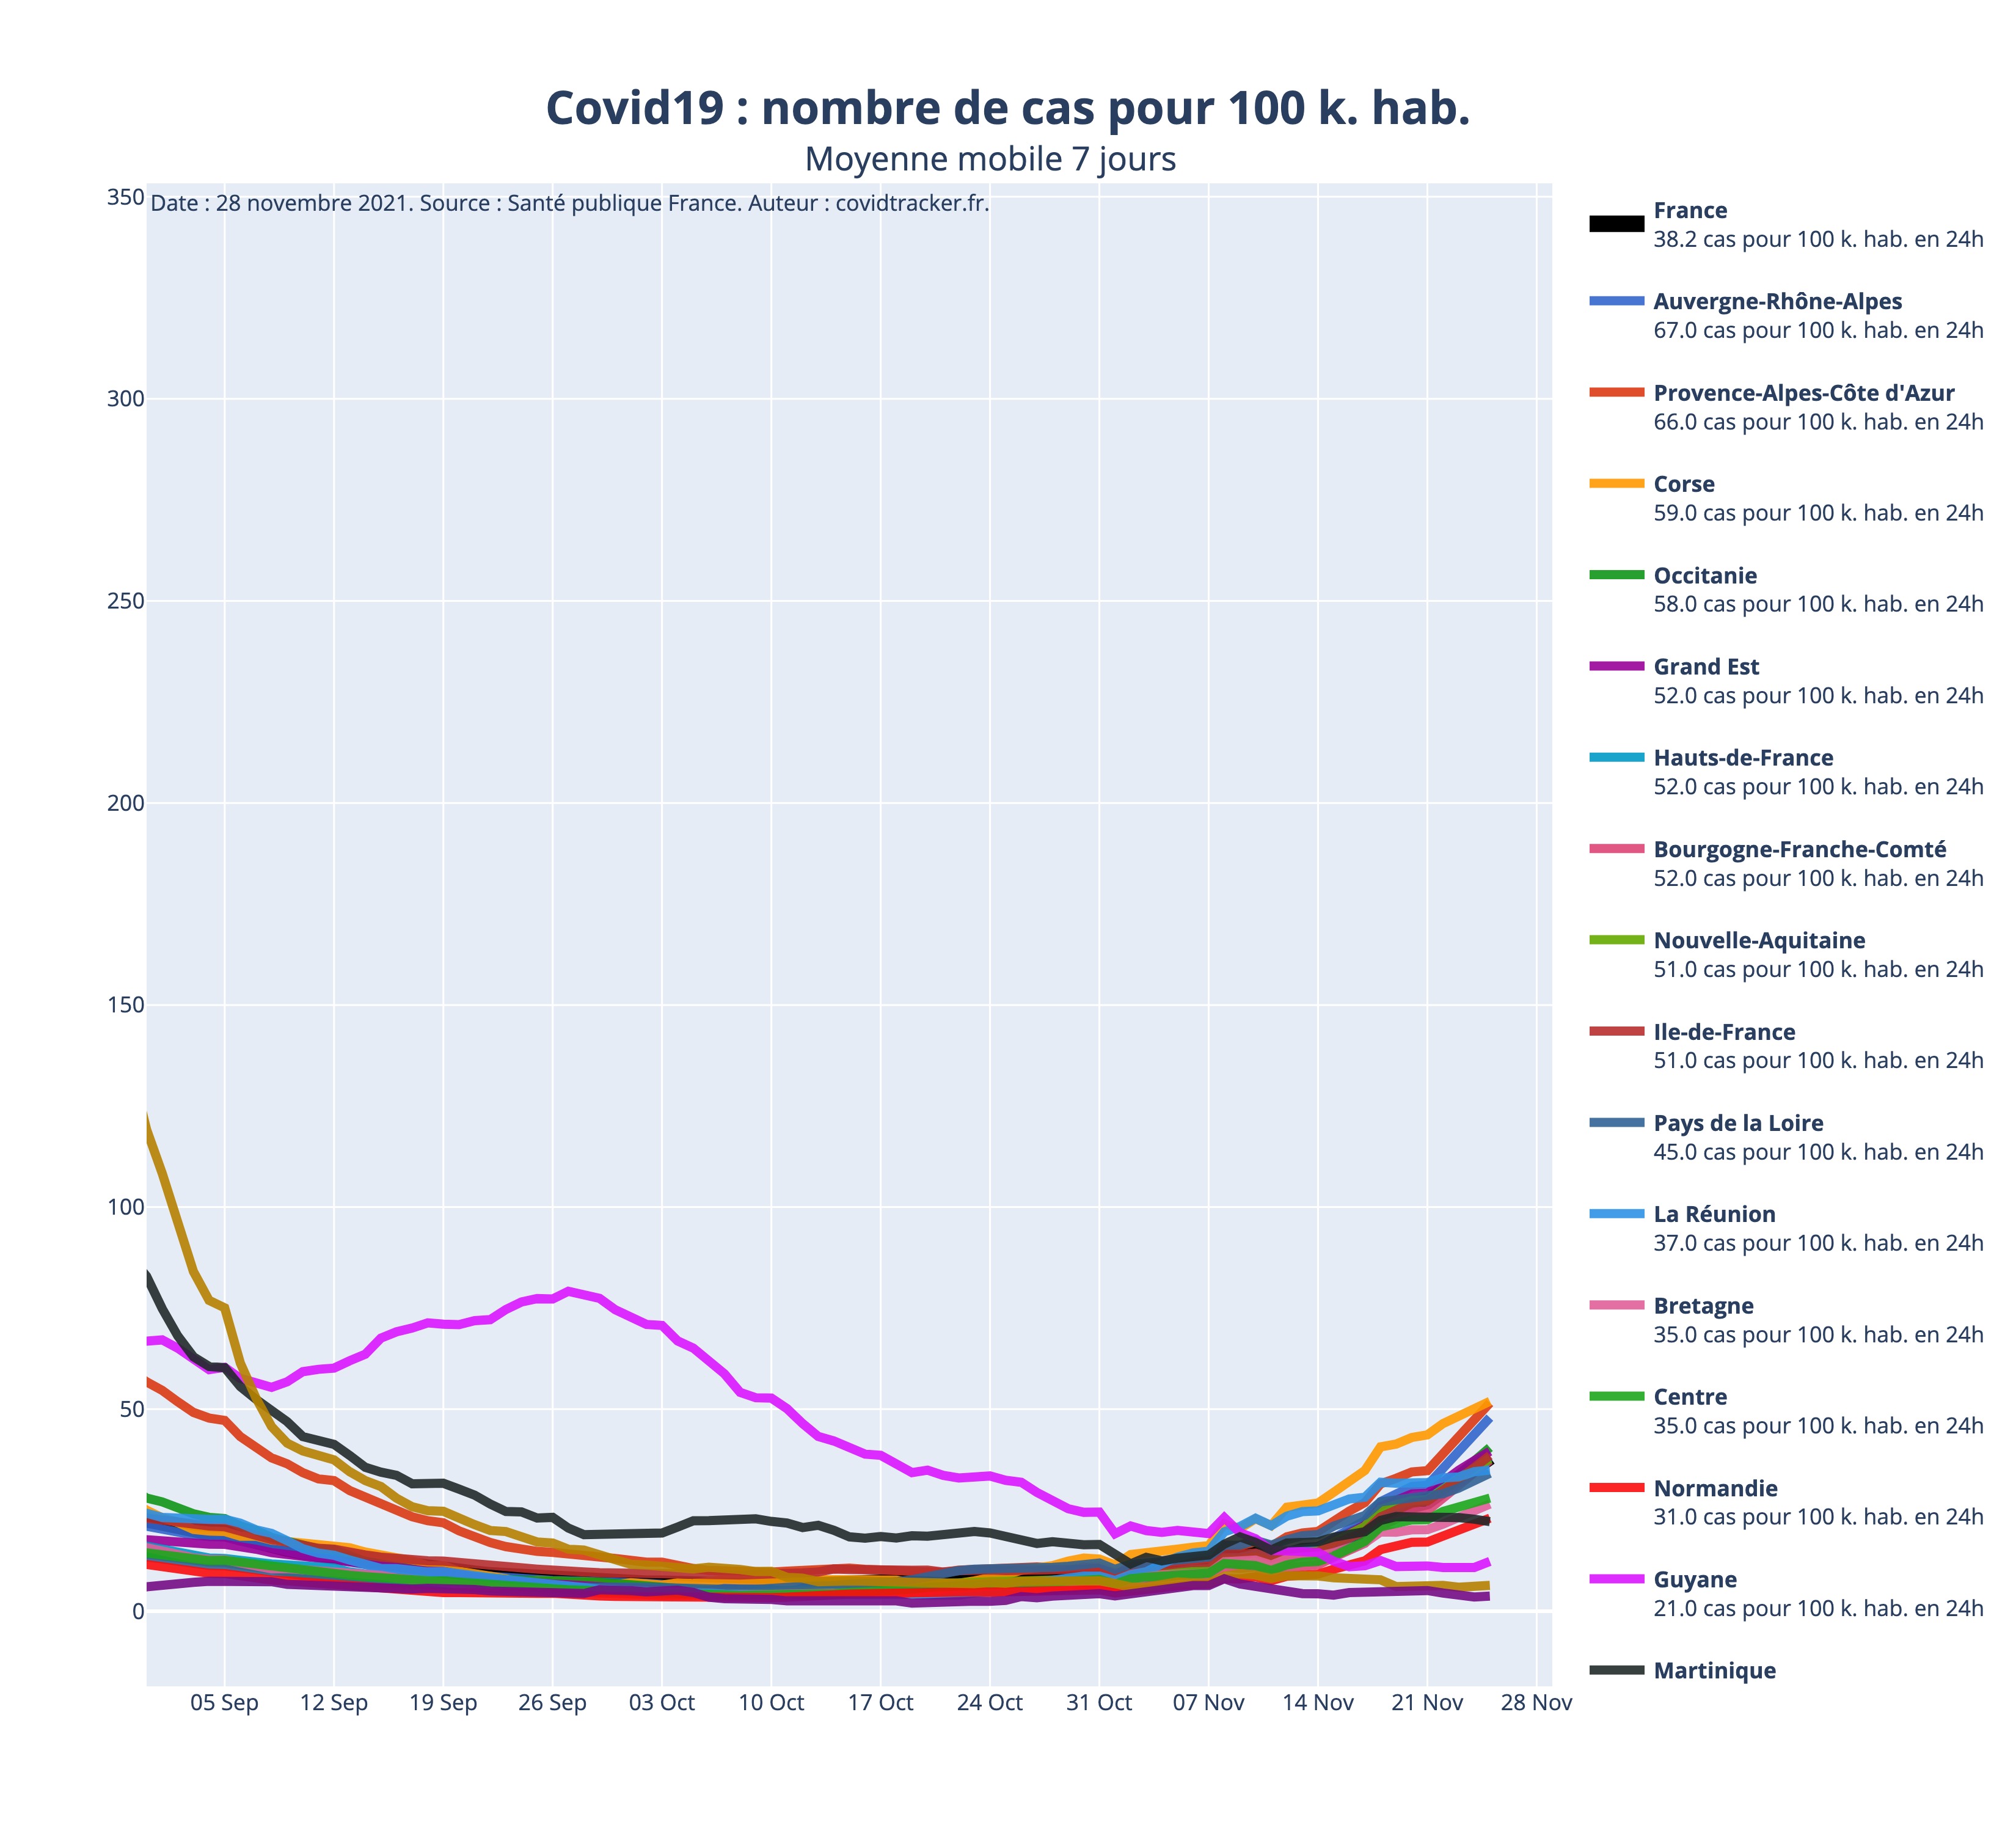 Covid19 : nombre de cas pour 100 k. hab.
Moyenne mobile 7 jours
Date : 28 novembre 2021. Source : Santé publique France. Auteur : covidtracker.fr.
350
300
250
200
150
100
50
0
05 Sep
12 Sep
19 Sep
26 Sep
03 Oct
10 Oct
17 Oct
24 Oct
31 Oct
07 Nov
14 Nov
21 Nov
28 Nov
France
38.2 cas pour 100 k. hab. en 24h
Auvergne-Rhône-Alpes
67.0 cas pour 100 k. hab. en 24h
Provence-Alpes-Côte d'Azur
66.0 cas pour 100 k. hab. en 24h
Corse
59.0 cas pour 100 k. hab. en 24h
Occitanie
58.0 cas pour 100 k. hab. en 24h
Grand Est
52.0 cas pour 100 k. hab. en 24h
Hauts-de-France
52.0 cas pour 100 k. hab. en 24h
Bourgogne-Franche-Comté
52.0 cas pour 100 k. hab. en 24h
Nouvelle-Aquitaine
51.0 cas pour 100 k. hab. en 24h
Ile-de-France
51.0 cas pour 100 k. hab. en 24h
Pays de la Loire
45.0 cas pour 100 k. hab. en 24h
La Réunion
37.0 cas pour 100 k. hab. en 24h
Bretagne
35.0 cas pour 100 k. hab. en 24h
Centre
35.0 cas pour 100 k. hab. en 24h
Normandie
31.0 cas pour 100 k. hab. en 24h
Guyane
21.0 cas pour 100 k. hab. en 24h
Martinique